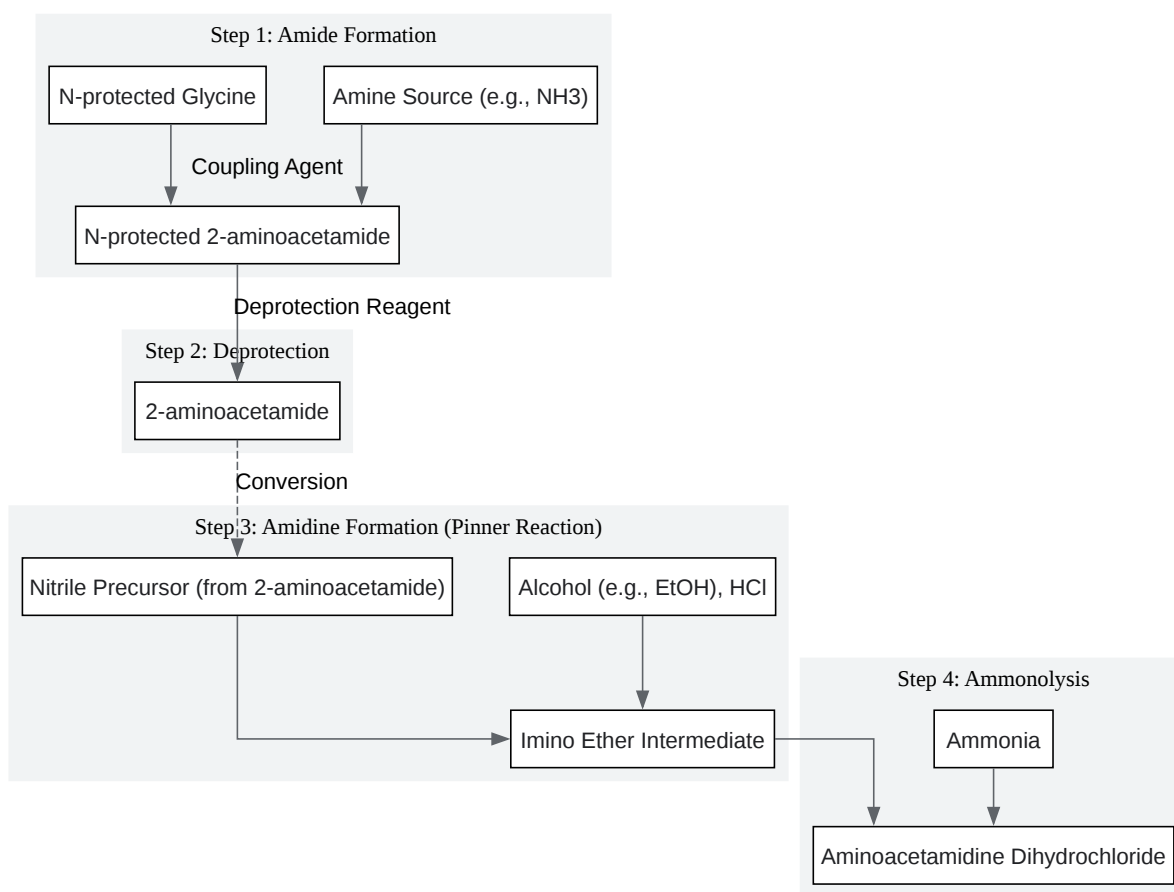 Step 1: Amide Formation
N-protected Glycine
Amine Source (e.g., NH3)
Coupling Agent
N-protected 2-aminoacetamide
Deprotection Reagent
Step 2: Deprotection
2-aminoacetamide
Conversion
Step 3: Amidine Formation (Pinner Reaction)
Nitrile Precursor (from 2-aminoacetamide)
Alcohol (e.g., EtOH), HCl
Imino Ether Intermediate
Step 4: Ammonolysis
Ammonia
Aminoacetamidine Dihydrochloride